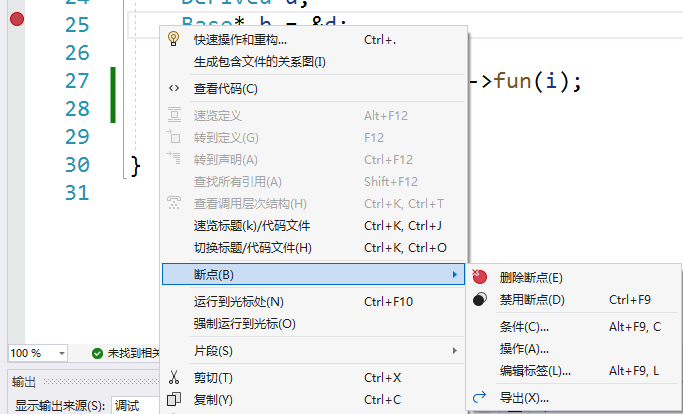 24 Derived d;
25 Base* b = &d;
26
27 ->fun(i);
28
29
30 }
31
快速操作和重构... Ctrl+.
生成包含文件的关系图(I)
查看代码(C)
速览定义 Alt+F12
转到定义(G) F12
转到声明(A) Ctrl+F12
查找所有引用(A) Shift+F12
查看调用层次结构(H) Ctrl+K, Ctrl+T
速览标题(k)/代码文件 Ctrl+K, Ctrl+J
切换标题/代码文件(H) Ctrl+K, Ctrl+O
断点(B)
运行到光标处(N) Ctrl+F10
强制运行到光标(O)
片段(S)
剪切(T) Ctrl+X
复制(Y) Ctrl+C
删除断点(E)
禁用断点(D) Ctrl+F9
条件(C)... Alt+F9, C
操作(A)...
编辑标签(L)... Alt+F9, L
导出(X)...
100 % 未找到相关
输出
显示输出来源(S): 调试